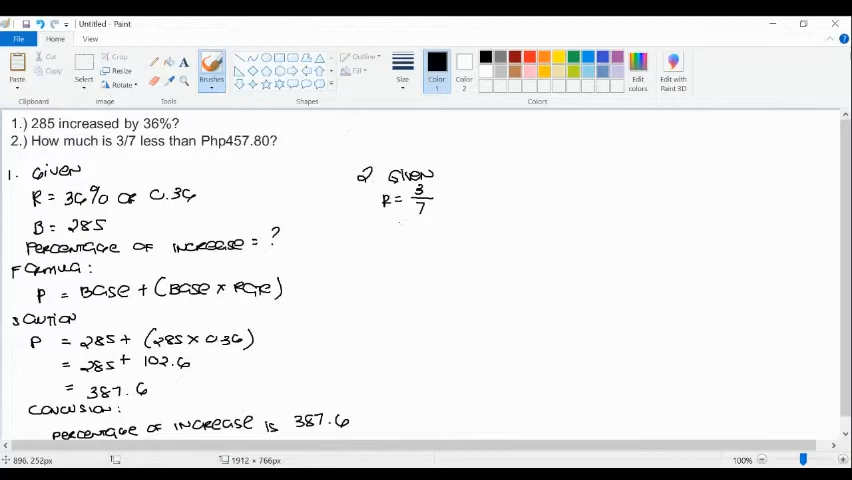 Untitled - Paint
File Home View
Paste
Cut
Copy
Clipboard
Select
Crop
Resize
Rotate
Image
Tools
Brushes
Shapes
Outline
Fill
Size
Color 1
Color 2
Edit colors
Edit with Paint 3D
Colors
1.) 285 increased by 36%?
2.) How much is 3/7 less than Php457.80?
1. Given
R = 36% or 0.36
B = 285
Percentage of increase = ?
Formula:
P = Base + (Base × Rate)
Solution
P = 285 + (285 × 0.36)
= 285 + 102.6
= 387.6
Conclusion:
Percentage of increase is 387.6
2. Given
R = 3/7
896, 252px
1912 × 766px
100%